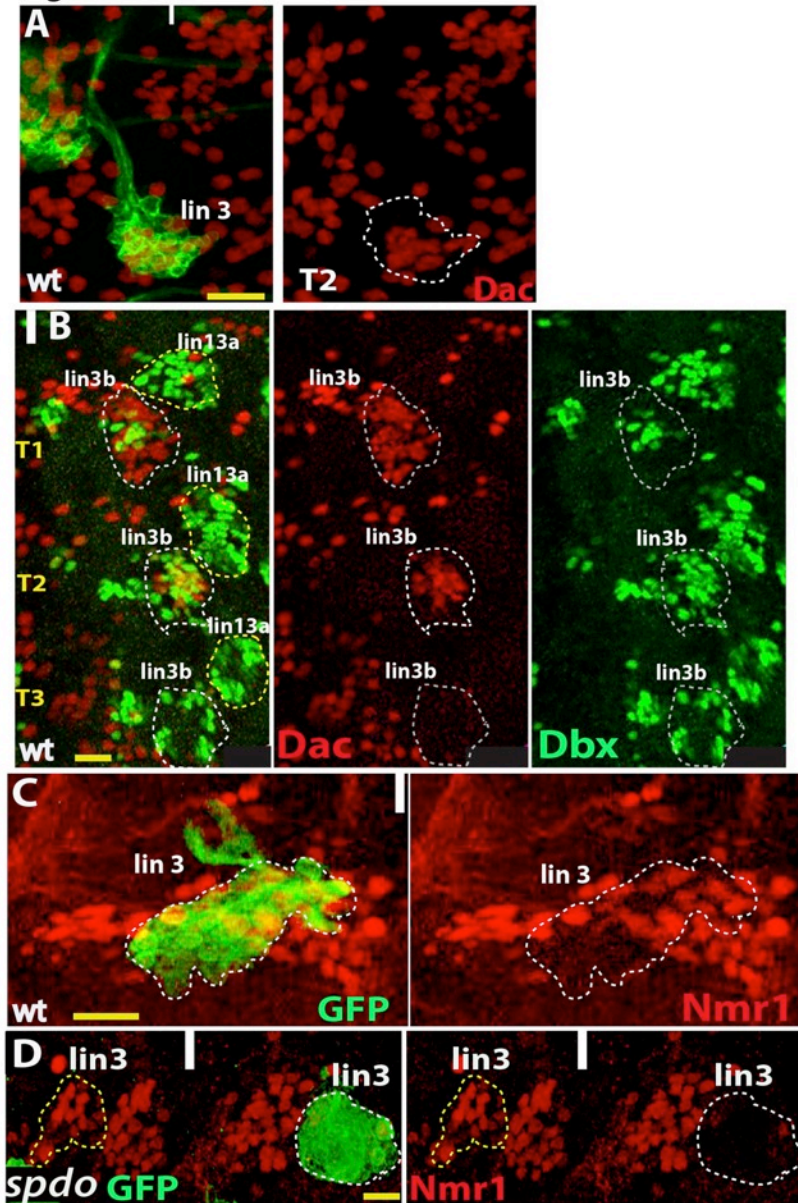 A
lin 3
wt
T2
Dac
B
lin13a
lin3b
T1
lin13a
lin3b
T2
lin13a
lin3b
T3
wt
lin3b
lin3b
lin3b
Dac
lin3b
lin3b
lin3b
Dbx
C
lin 3
wt
GFP
lin 3
Nmr1
D
lin3
lin3
spdo GFP
lin3
lin3
Nmr1